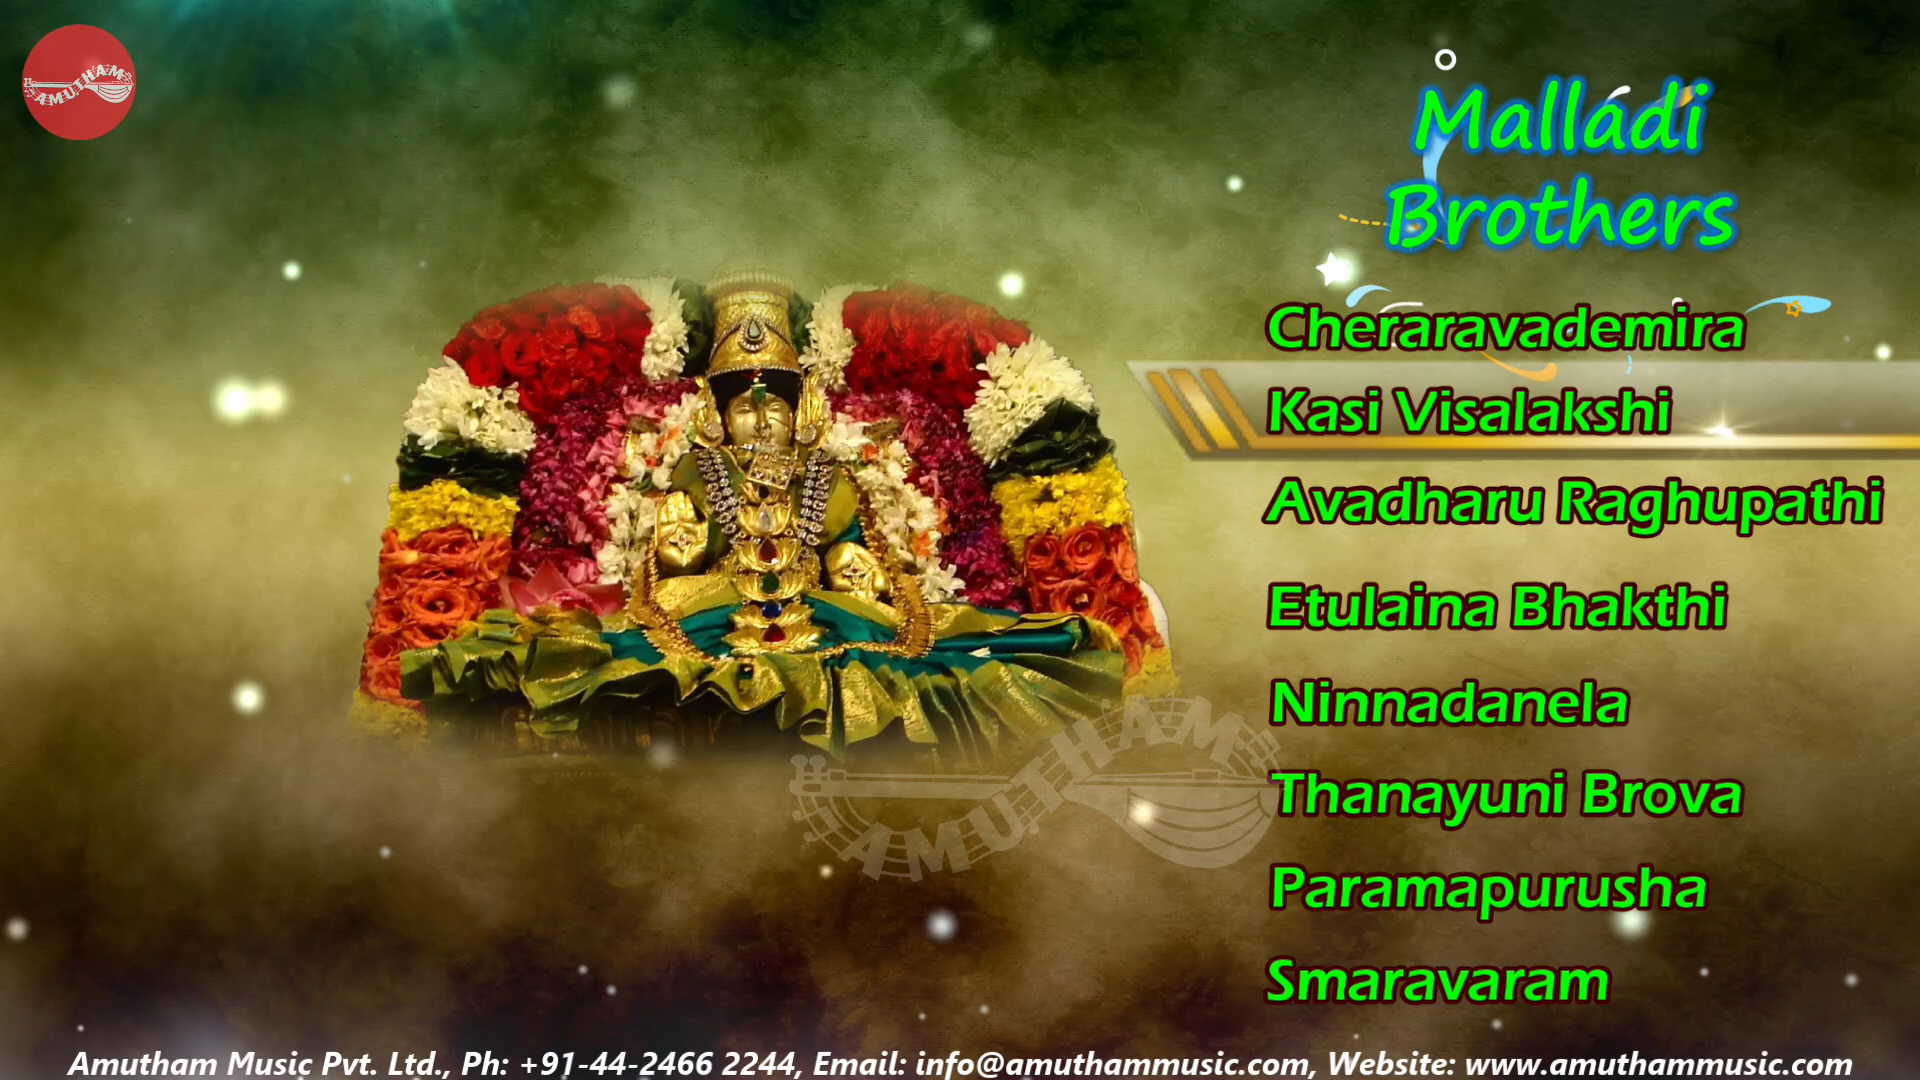 AMUTHAM
Malladi
Brothers
Cheraravademira
Kasi Visalakshi
Avadharu Raghupathi
Etulaina Bhakthi
Ninnadanela
Thanayuni Brova
Paramapurusha
Smaravaram
AMUTHAM
Amutham Music Pvt. Ltd., Ph: +91-44-2466 2244, Email: info@amuthammusic.com, Website: www.amuthammusic.com